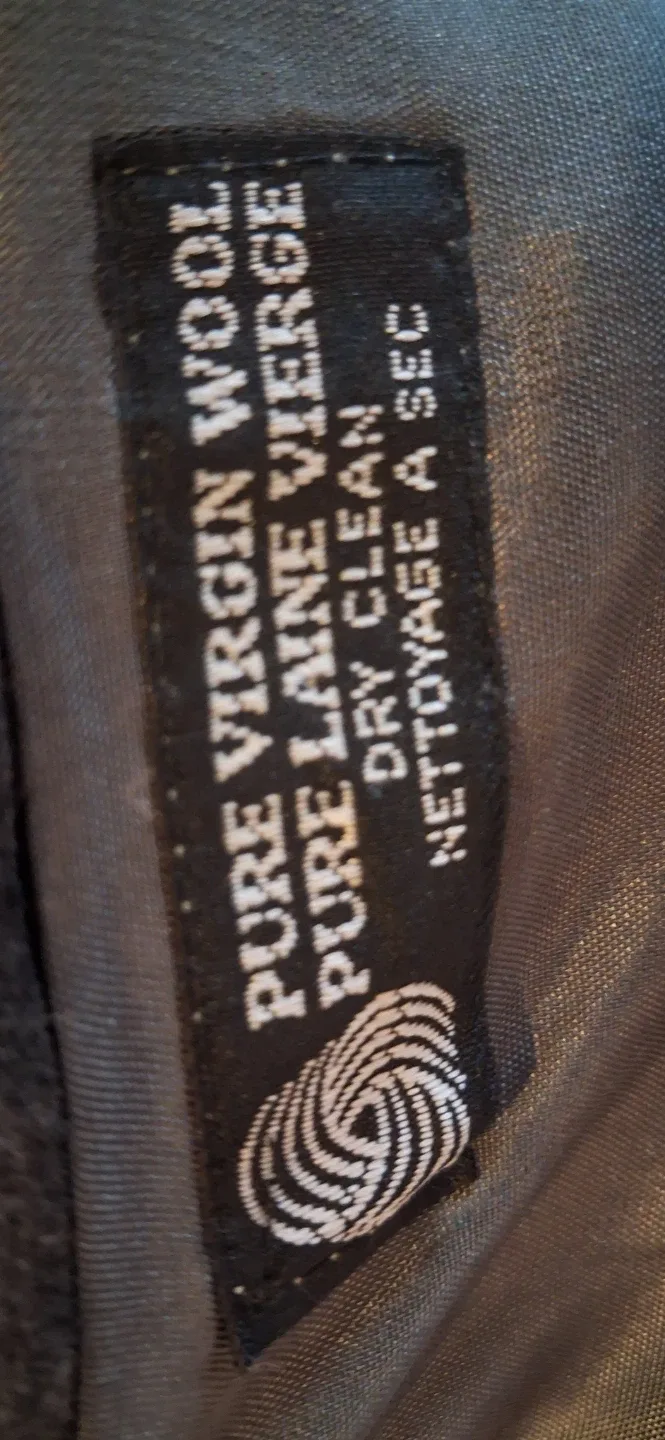 PURE VIRGIN WOOL
PURE LAINE VIERGE
DRY CLEAN
NETTOYAGE A SEC